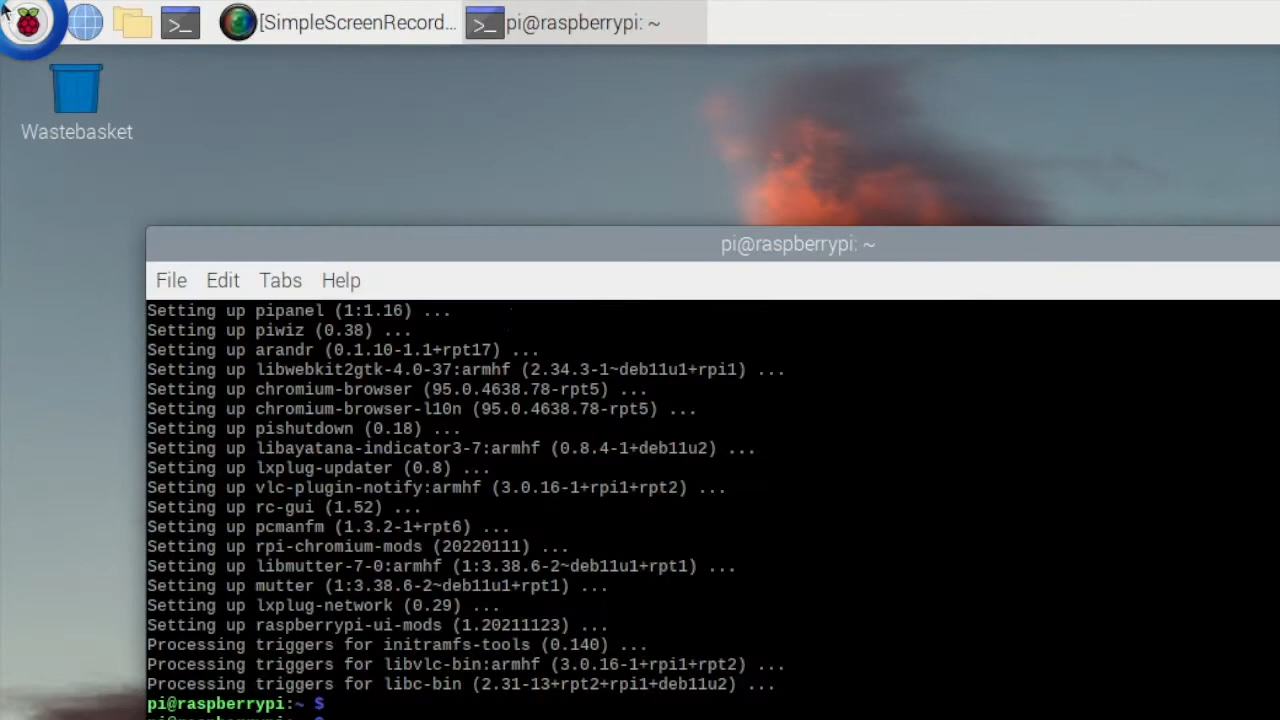 [SimpleScreenRecord... pi@raspberrypi: ~
Wastebasket
pi@raspberrypi: ~
File Edit Tabs Help
Setting up pipanel (1:1.16) ...
Setting up piwiz (0.38) ...
Setting up arandr (0.1.10-1.1+rpt17) ...
Setting up libwebkit2gtk-4.0-37:armhf (2.34.3-1~deb11u1+rpi1) ...
Setting up chromium-browser (95.0.4638.78-rpt5) ...
Setting up chromium-browser-l10n (95.0.4638.78-rpt5) ...
Setting up pishutdown (0.18) ...
Setting up libayatana-indicator3-7:armhf (0.8.4-1+deb11u2) ...
Setting up lxplug-updater (0.8) ...
Setting up vlc-plugin-notify:armhf (3.0.16-1+rpi1+rpt2) ...
Setting up rc-gui (1.52) ...
Setting up pcmanfm (1.3.2-1+rpt6) ...
Setting up rpi-chromium-mods (20220111) ...
Setting up libmutter-7-0:armhf (1:3.38.6-2~deb11u1+rpt1) ...
Setting up mutter (1:3.38.6-2~deb11u1+rpt1) ...
Setting up lxplug-network (0.29) ...
Setting up raspberrypi-ui-mods (1.20211123) ...
Processing triggers for initramfs-tools (0.140) ...
Processing triggers for libvlc-bin:armhf (3.0.16-1+rpi1+rpt2) ...
Processing triggers for libc-bin (2.31-13+rpt2+rpi1+deb11u2) ...
pi@raspberrypi:~ $